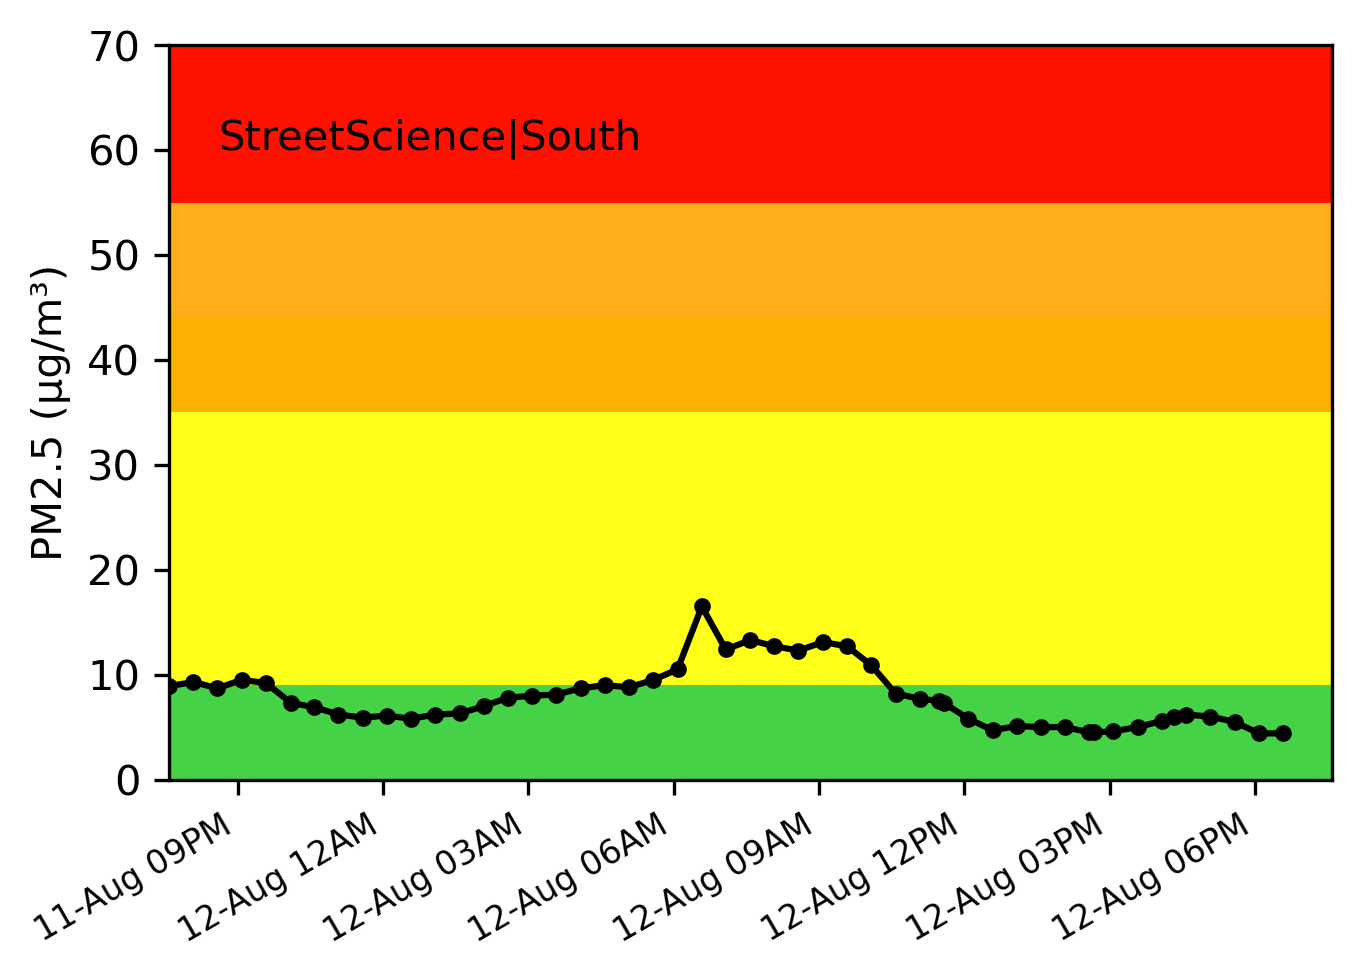 70
StreetScience|South
60
50
40
30
20
10
0
PM2.5 (µg/m³)
11-Aug 09PM
12-Aug 12AM
12-Aug 03AM
12-Aug 06AM
12-Aug 09AM
12-Aug 12PM
12-Aug 03PM
12-Aug 06PM